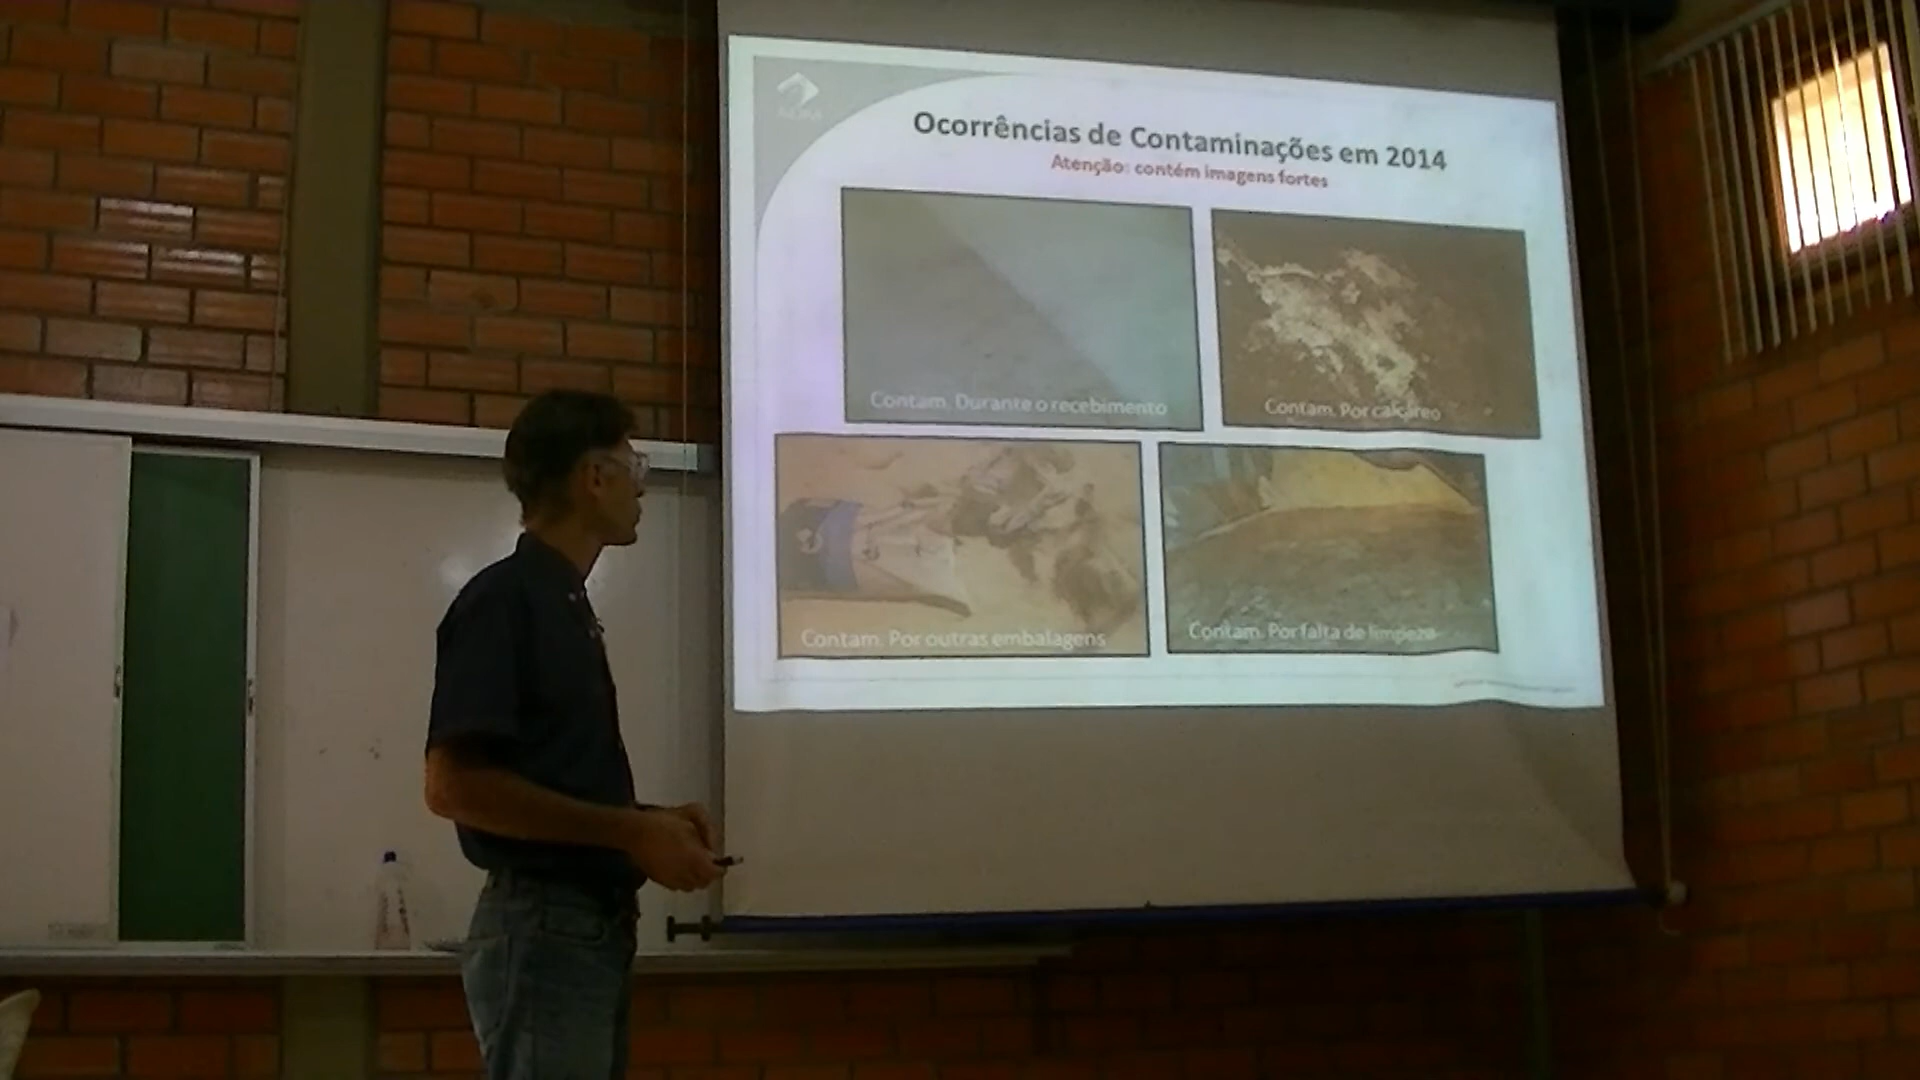 Ocorrências de Contaminações em 2014
Atenção: contém imagens fortes
Contam. Durante o recebimento
Contam. Por calcáreo
Contam. Por outras embalagens
Contam. Por falta de limpeza